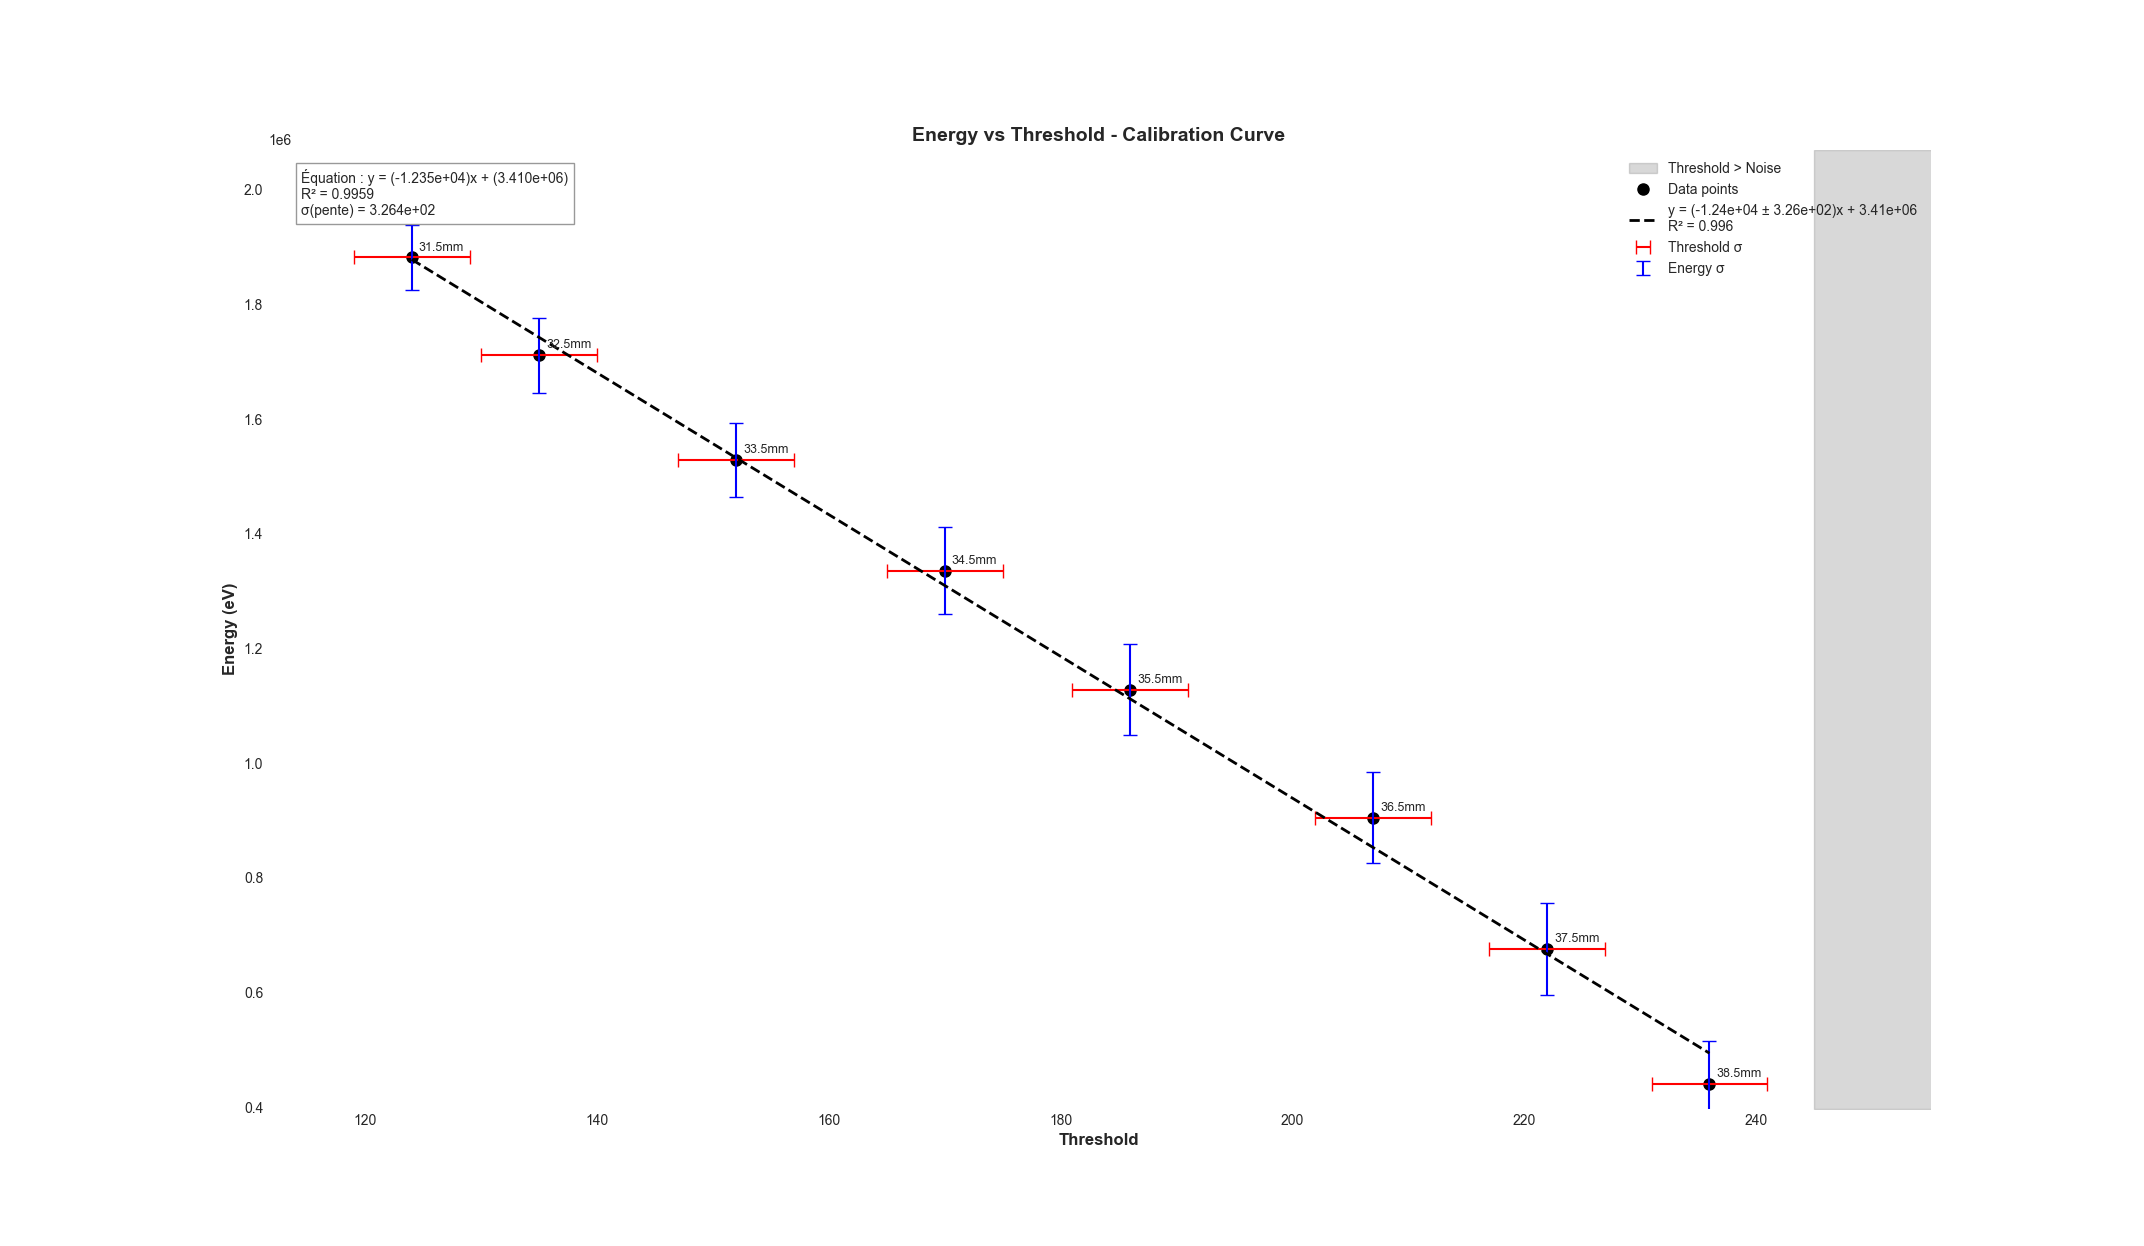 Energy vs Threshold - Calibration Curve
1e6
Équation : y = (-1.235e+04)x + (3.410e+06)
R² = 0.9959
σ(pente) = 3.264e+02
Threshold > Noise
Data points
y = (-1.24e+04 ± 3.26e+02)x + 3.41e+06
R² = 0.996
Threshold σ
Energy σ
2.0
1.8
1.6
1.4
1.2
1.0
0.8
0.6
0.4
Energy (eV)
31.5mm
32.5mm
33.5mm
34.5mm
35.5mm
36.5mm
37.5mm
38.5mm
120
140
160
180
200
220
240
Threshold